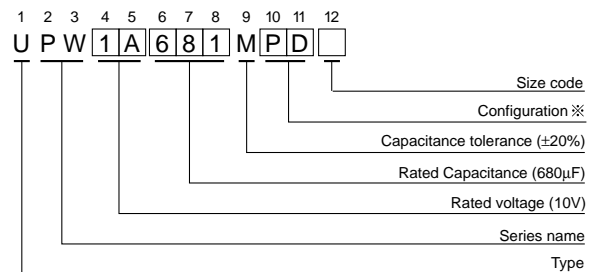 1 2 3 4 5 6 7 8 9 10 11 12
U P W 1 A 6 8 1 M P D
Size code
Configuration ※
Capacitance tolerance (±20%)
Rated Capacitance (680µF)
Rated voltage (10V)
Series name
Type